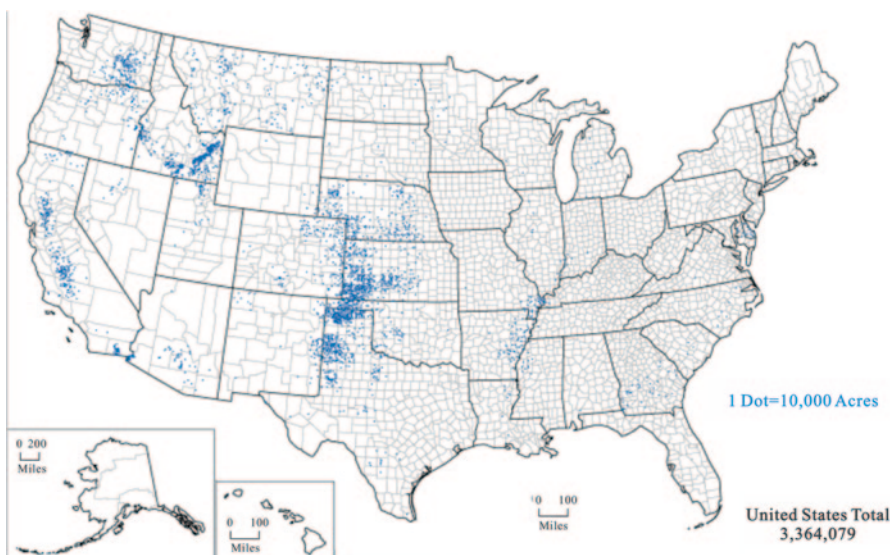 1 Dot=10,000 Acres
0 200
Miles
0 100
Miles
0 100
Miles
United States Total
3,364,079